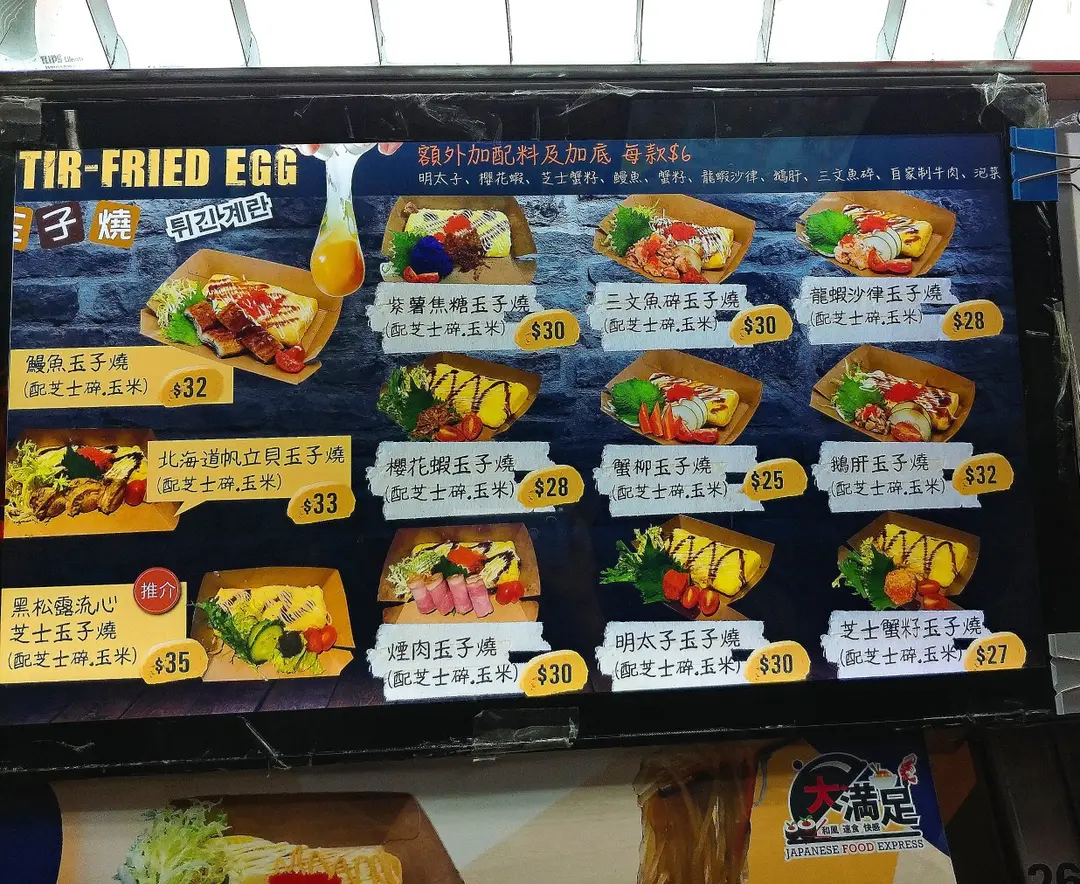 TIR-FRIED EGG
額外加配料及加底 每款$6
明太子、櫻花蝦、芝士蟹籽、鰻魚、蟹籽、龍蝦沙律、鵝肝、三文魚碎、自家制牛肉、泡菜
玉子燒
튀긴계란
鰻魚玉子燒
(配芝士碎.玉米)
$32
紫薯焦糖玉子燒
(配芝士碎.玉米)
$30
三文魚碎玉子燒
(配芝士碎.玉米)
$30
龍蝦沙律玉子燒
(配芝士碎.玉米)
$28
北海道帆立貝玉子燒
(配芝士碎.玉米)
$33
櫻花蝦玉子燒
(配芝士碎.玉米)
$28
蟹柳玉子燒
(配芝士碎.玉米)
$25
鵝肝玉子燒
(配芝士碎.玉米)
$32
推介
黑松露流心
芝士玉子燒
(配芝士碎.玉米)
$35
煙肉玉子燒
(配芝士碎.玉米)
$30
明太子玉子燒
(配芝士碎.玉米)
$30
芝士蟹籽玉子燒
(配芝士碎.玉米)
$27
大滿足
和風 速食 快感
JAPANESE FOOD EXPRESS